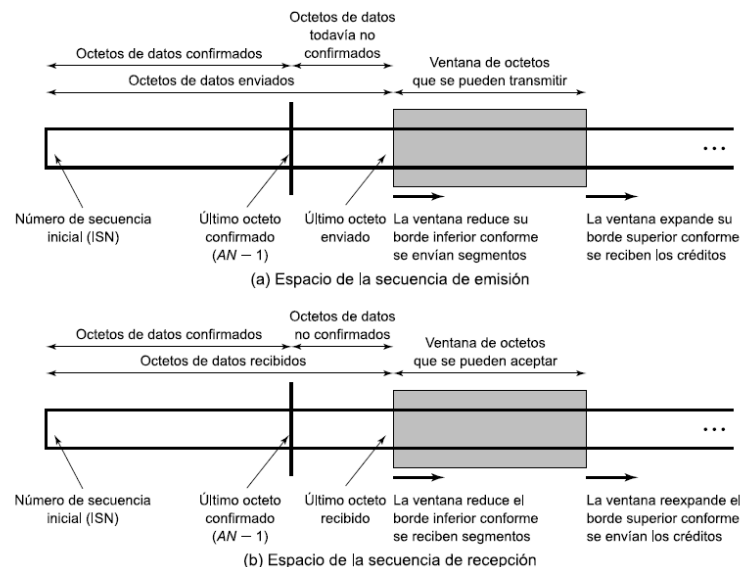 Octetos de datos
todavía no
confirmados
Octetos de datos confirmados
Ventana de octetos
que se pueden transmitir
Octetos de datos enviados
...
Número de secuencia
inicial (ISN)
Último octeto
confirmado
(AN − 1)
Último octeto
enviado
La ventana reduce su
borde inferior conforme
se envían segmentos
La ventana expande su
borde superior conforme
se reciben los créditos
(a) Espacio de la secuencia de emisión
Octetos de datos
no confirmados
Octetos de datos confirmados
Ventana de octetos
que se pueden aceptar
Octetos de datos recibidos
...
Número de secuencia
inicial (ISN)
Último octeto
confirmado
(AN − 1)
Último octeto
recibido
La ventana reduce el
borde inferior conforme
se reciben segmentos
La ventana reexpande el
borde superior conforme
se envían los créditos
(b) Espacio de la secuencia de recepción